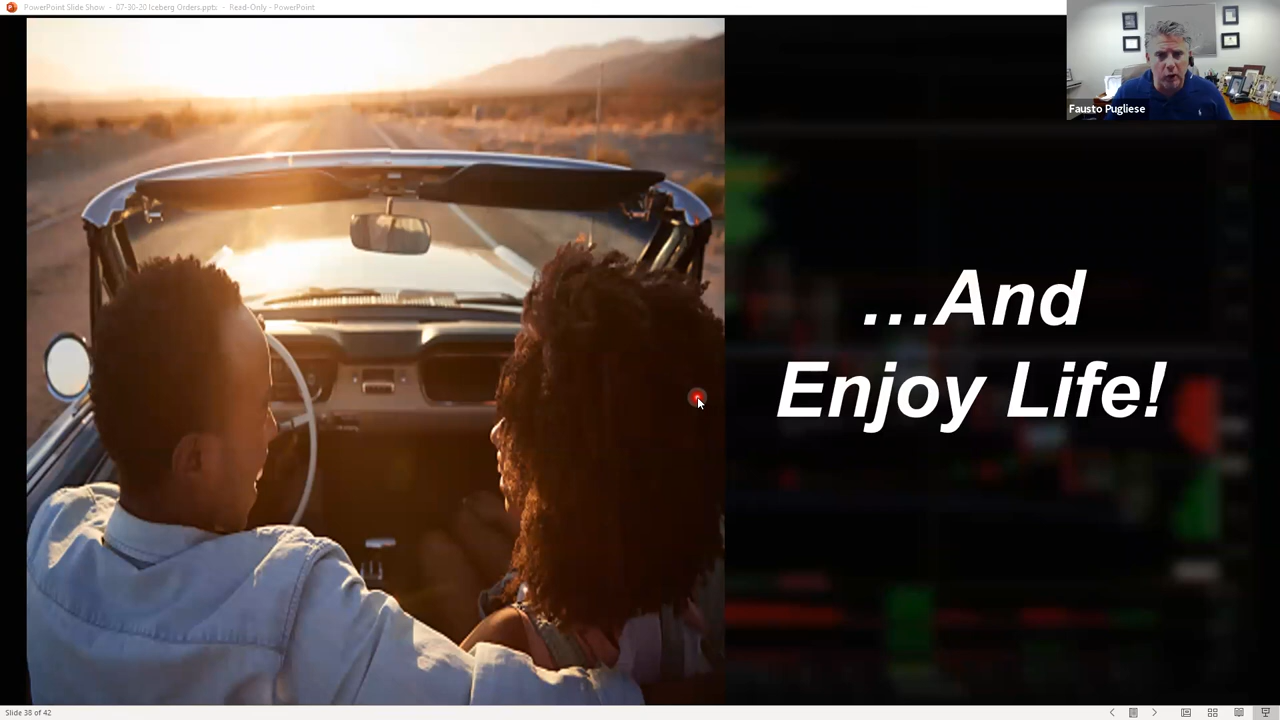 PowerPoint Slide Show - 07-30-20 Iceberg Orders.pptx - Read-Only - PowerPoint
Fausto Pugliese
...And
Enjoy Life!
Slide 38 of 42